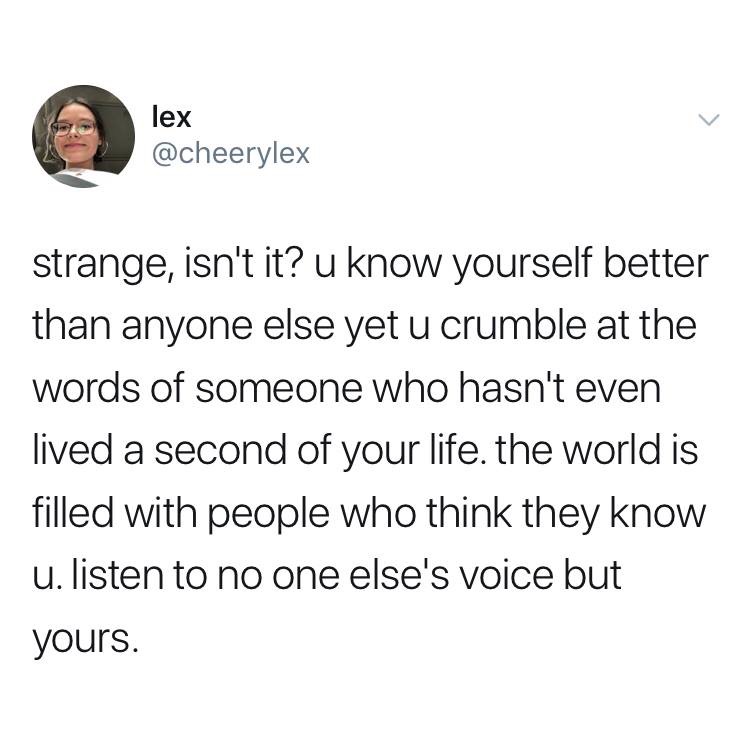 lex
@cheerylex
strange, isn't it? u know yourself better
than anyone else yet u crumble at the
words of someone who hasn't even
lived a second of your life. the world is
filled with people who think they know
u. listen to no one else's voice but
yours.